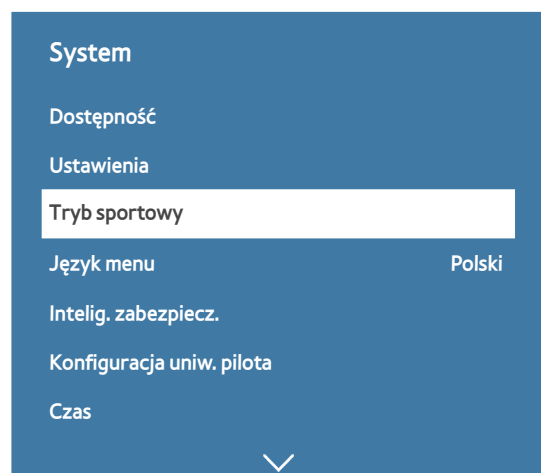 System
Dostępność
Ustawienia
Tryb sportowy
Język menu Polski
Intelig. zabezpiecz.
Konfiguracja uniw. pilota
Czas